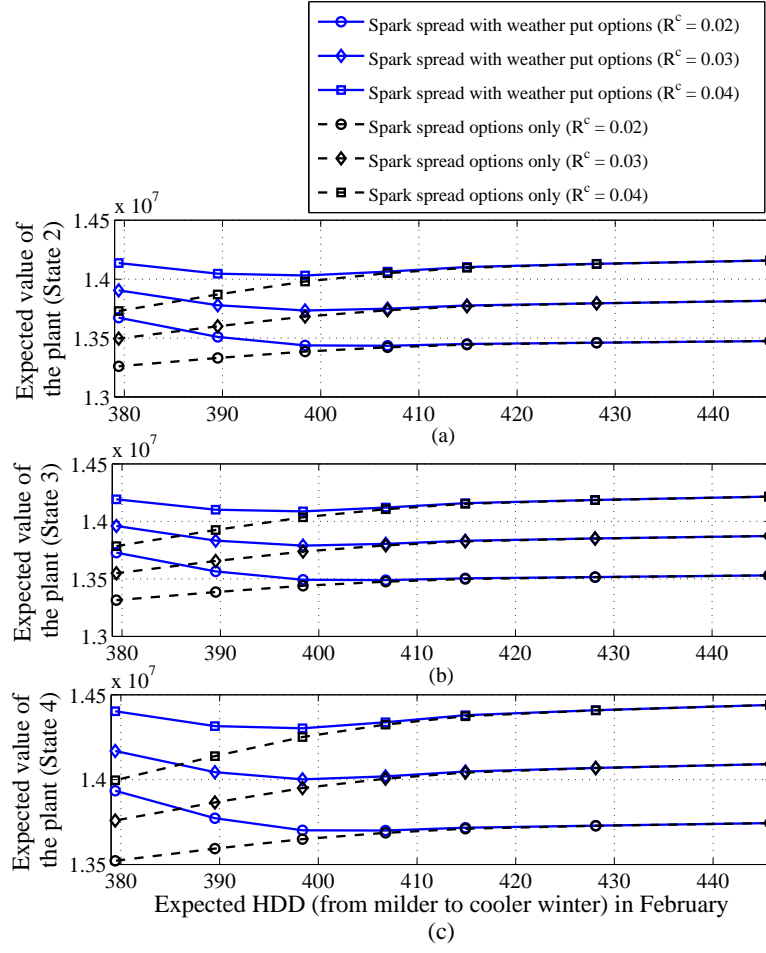 Spark spread with weather put options (R^c = 0.02)
Spark spread with weather put options (R^c = 0.03)
Spark spread with weather put options (R^c = 0.04)
Spark spread options only (R^c = 0.02)
Spark spread options only (R^c = 0.03)
Spark spread options only (R^c = 0.04)
x 10^7
1.45
1.4
1.35
1.3
Expected value of
the plant (State 2)
380 390 400 410 420 430 440
(a)
x 10^7
1.45
1.4
1.35
1.3
Expected value of
the plant (State 3)
380 390 400 410 420 430 440
(b)
x 10^7
1.45
1.4
1.35
Expected value of
the plant (State 4)
380 390 400 410 420 430 440
Expected HDD (from milder to cooler winter) in February
(c)